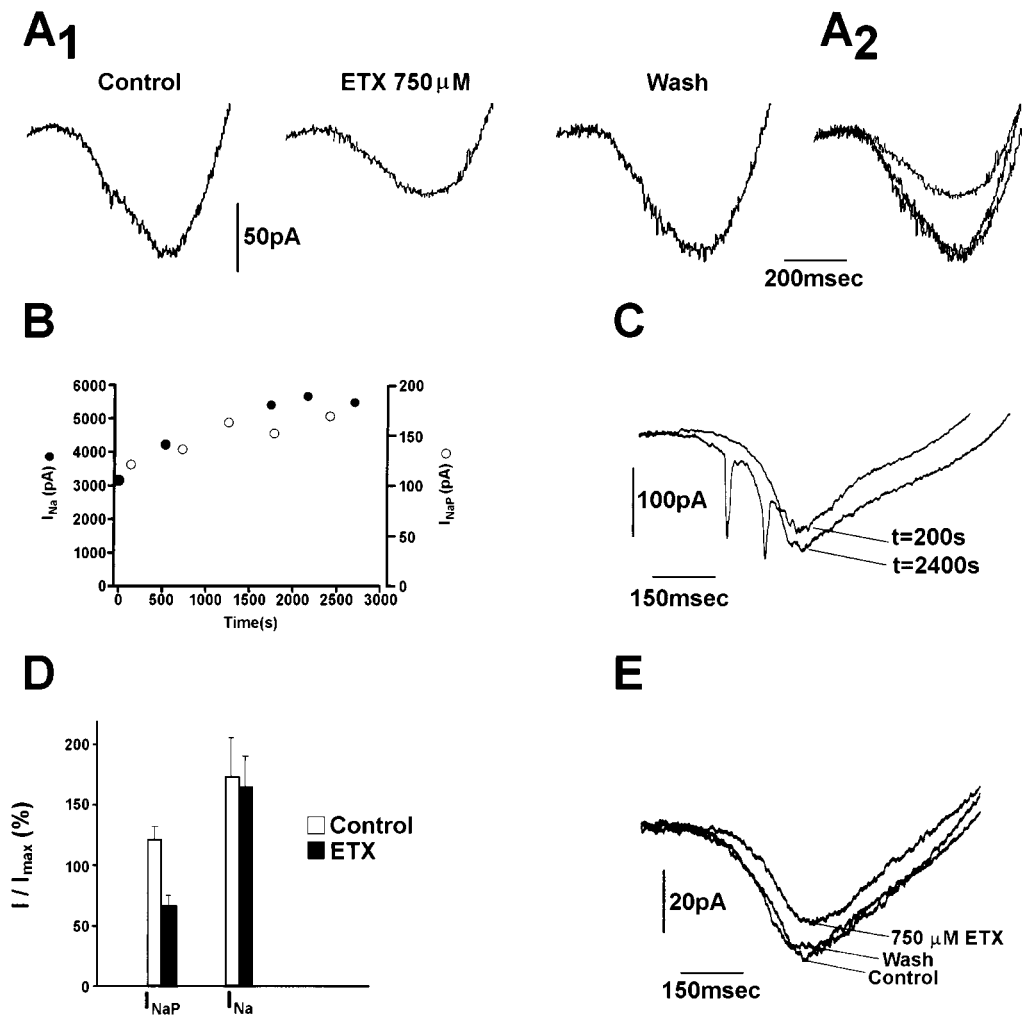 A1
A2
Control
ETX 750 μM
Wash
50pA
200msec
B
C
6000
5000
4000
3000
2000
1000
0
INa (pA)
200
150
100
50
0
INaP (pA)
0 500 1000 1500 2000 2500 3000
Time(s)
100pA
150msec
t=200s
t=2400s
D
E
200
150
100
50
0
I / Imax (%)
INaP
INa
Control
ETX
20pA
150msec
750 μM ETX
Wash
Control